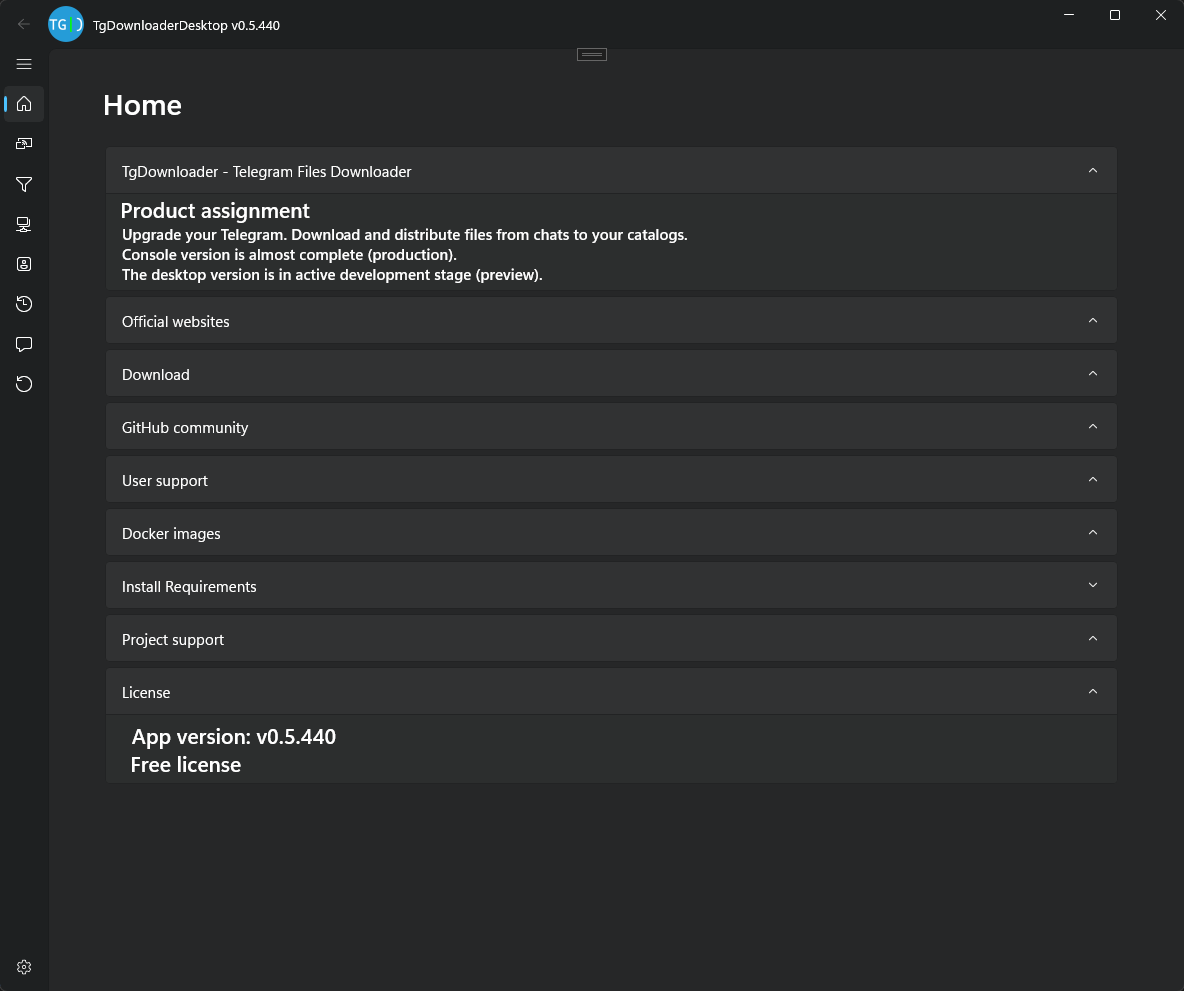 TG
TgDownloaderDesktop v0.5.440
Home
TgDownloader - Telegram Files Downloader
Product assignment
Upgrade your Telegram. Download and distribute files from chats to your catalogs.
Console version is almost complete (production).
The desktop version is in active development stage (preview).
Official websites
Download
GitHub community
User support
Docker images
Install Requirements
Project support
License
App version: v0.5.440
Free license